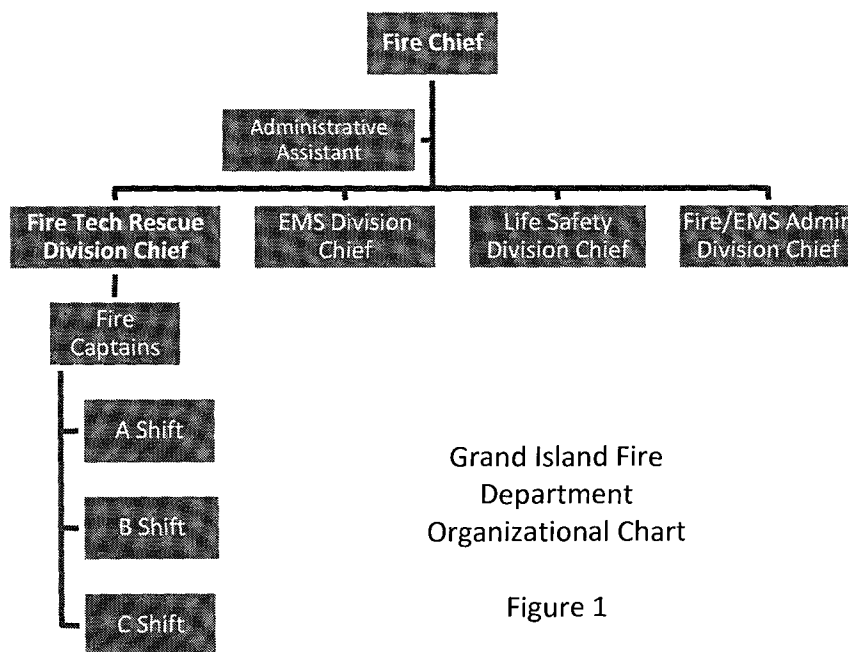 Fire Chief
Administrative
Assistant
Fire Tech Rescue
Division Chief
EMS Division
Chief
Life Safety
Division Chief
Fire/EMS Admin
Division Chief
Fire
Captains
A Shift
B Shift
C Shift
Grand Island Fire
Department
Organizational Chart
Figure 1